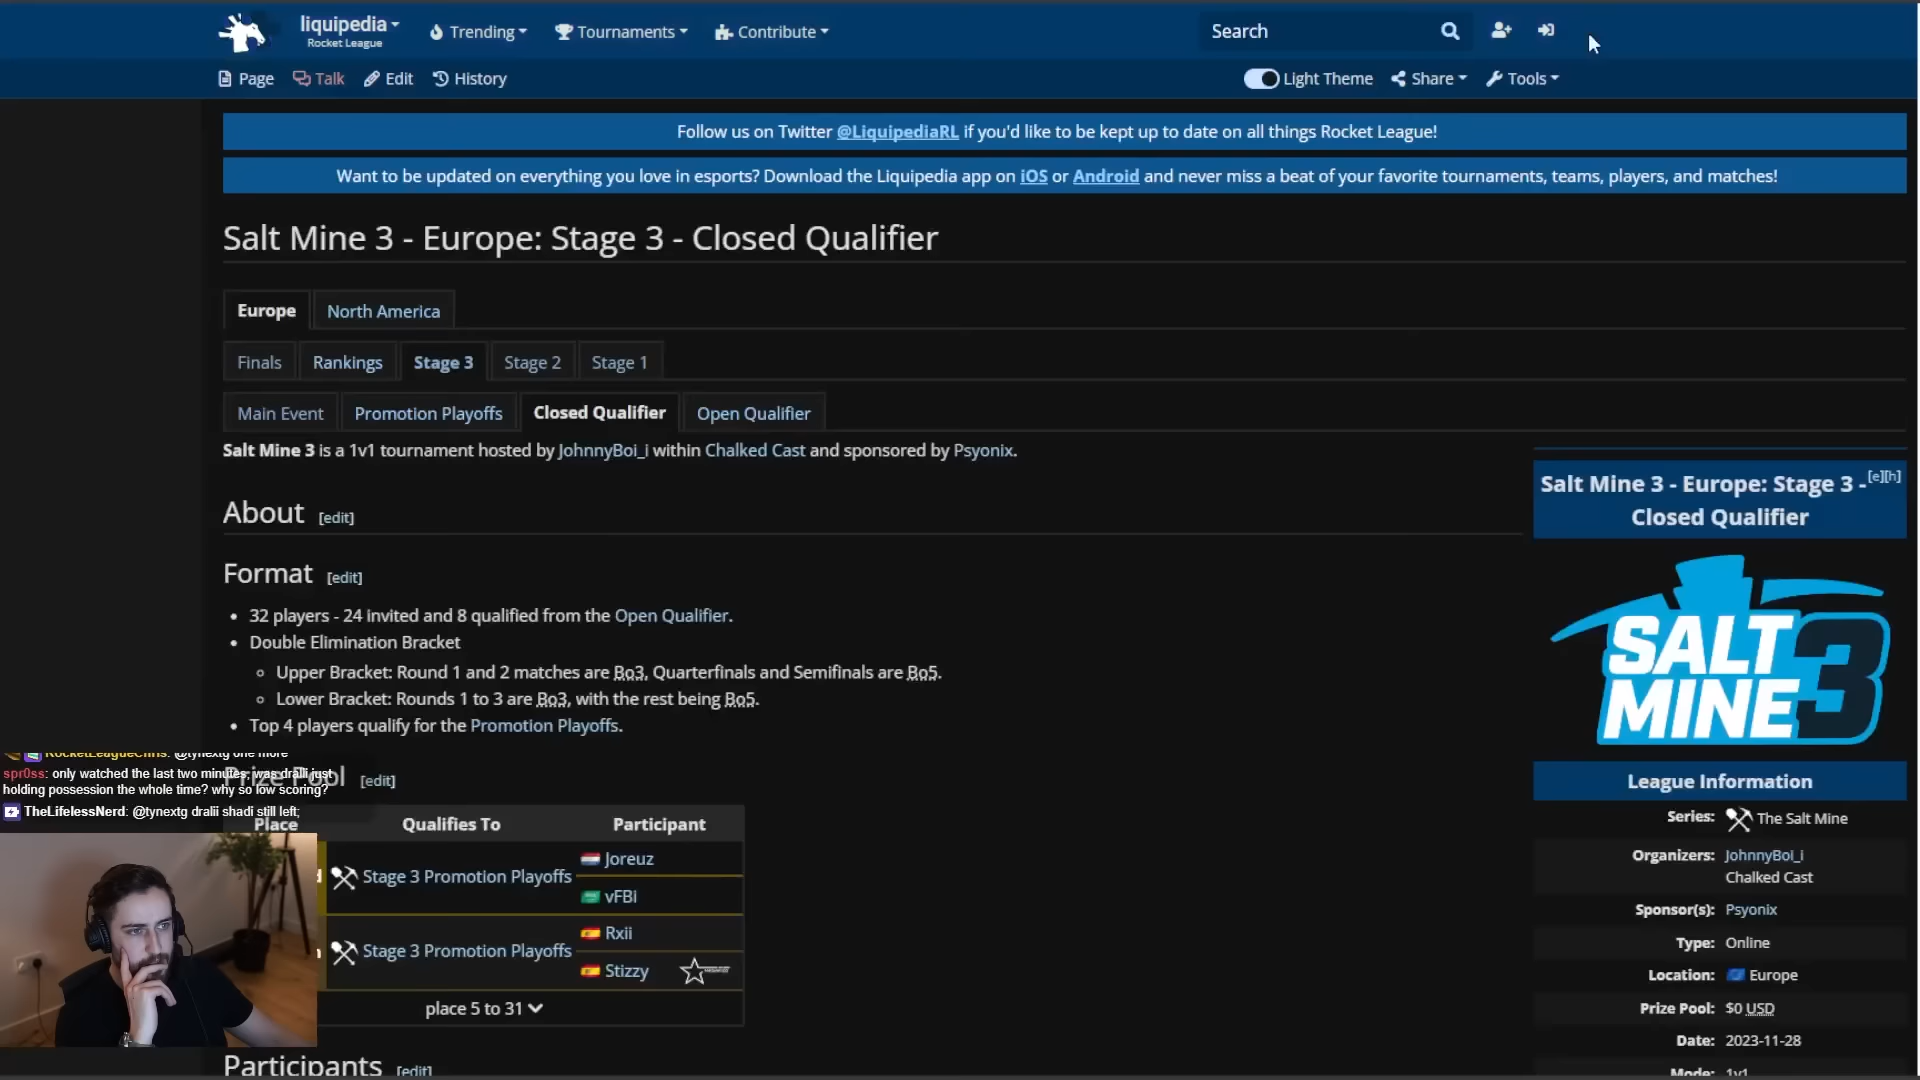 liquipedia
Rocket League
Trending
Tournaments
Contribute
Search
Page
Talk
Edit
History
Light Theme
Share
Tools
Follow us on Twitter @LiquipediaRL if you'd like to be kept up to date on all things Rocket League!
Want to be updated on everything you love in esports? Download the Liquipedia app on iOS or Android and never miss a beat of your favorite tournaments, teams, players, and matches!
Salt Mine 3 - Europe: Stage 3 - Closed Qualifier
Europe
North America
Finals
Rankings
Stage 3
Stage 2
Stage 1
Main Event
Promotion Playoffs
Closed Qualifier
Open Qualifier
Salt Mine 3 is a 1v1 tournament hosted by JohnnyBoi_i within Chalked Cast and sponsored by Psyonix.
About [edit]
Format [edit]
• 32 players - 24 invited and 8 qualified from the Open Qualifier.
• Double Elimination Bracket
Upper Bracket: Round 1 and 2 matches are Bo3, Quarterfinals and Semifinals are Bo5.
Lower Bracket: Rounds 1 to 3 are Bo3, with the rest being Bo5.
• Top 4 players qualify for the Promotion Playoffs.
Prize Pool [edit]
RocketLeagueChris: @tynextg one more
spr0ss: only watched the last two minutes, was dralii just
holding possession the whole time? why so low scoring?
TheLifelessNerd: @tynextg dralii shadi still left;
Place
Qualifies To
Participant
Stage 3 Promotion Playoffs
Joreuz
vFBi
Stage 3 Promotion Playoffs
Rxii
Stizzy
place 5 to 31
Participants [edit]
Salt Mine 3 - Europe: Stage 3 - [e][h]
Closed Qualifier
SALT
MINE 3
League Information
Series: The Salt Mine
Organizers: JohnnyBoi_i
Chalked Cast
Sponsor(s): Psyonix
Type: Online
Location: Europe
Prize Pool: $0 USD
Date: 2023-11-28
Mode: 1v1